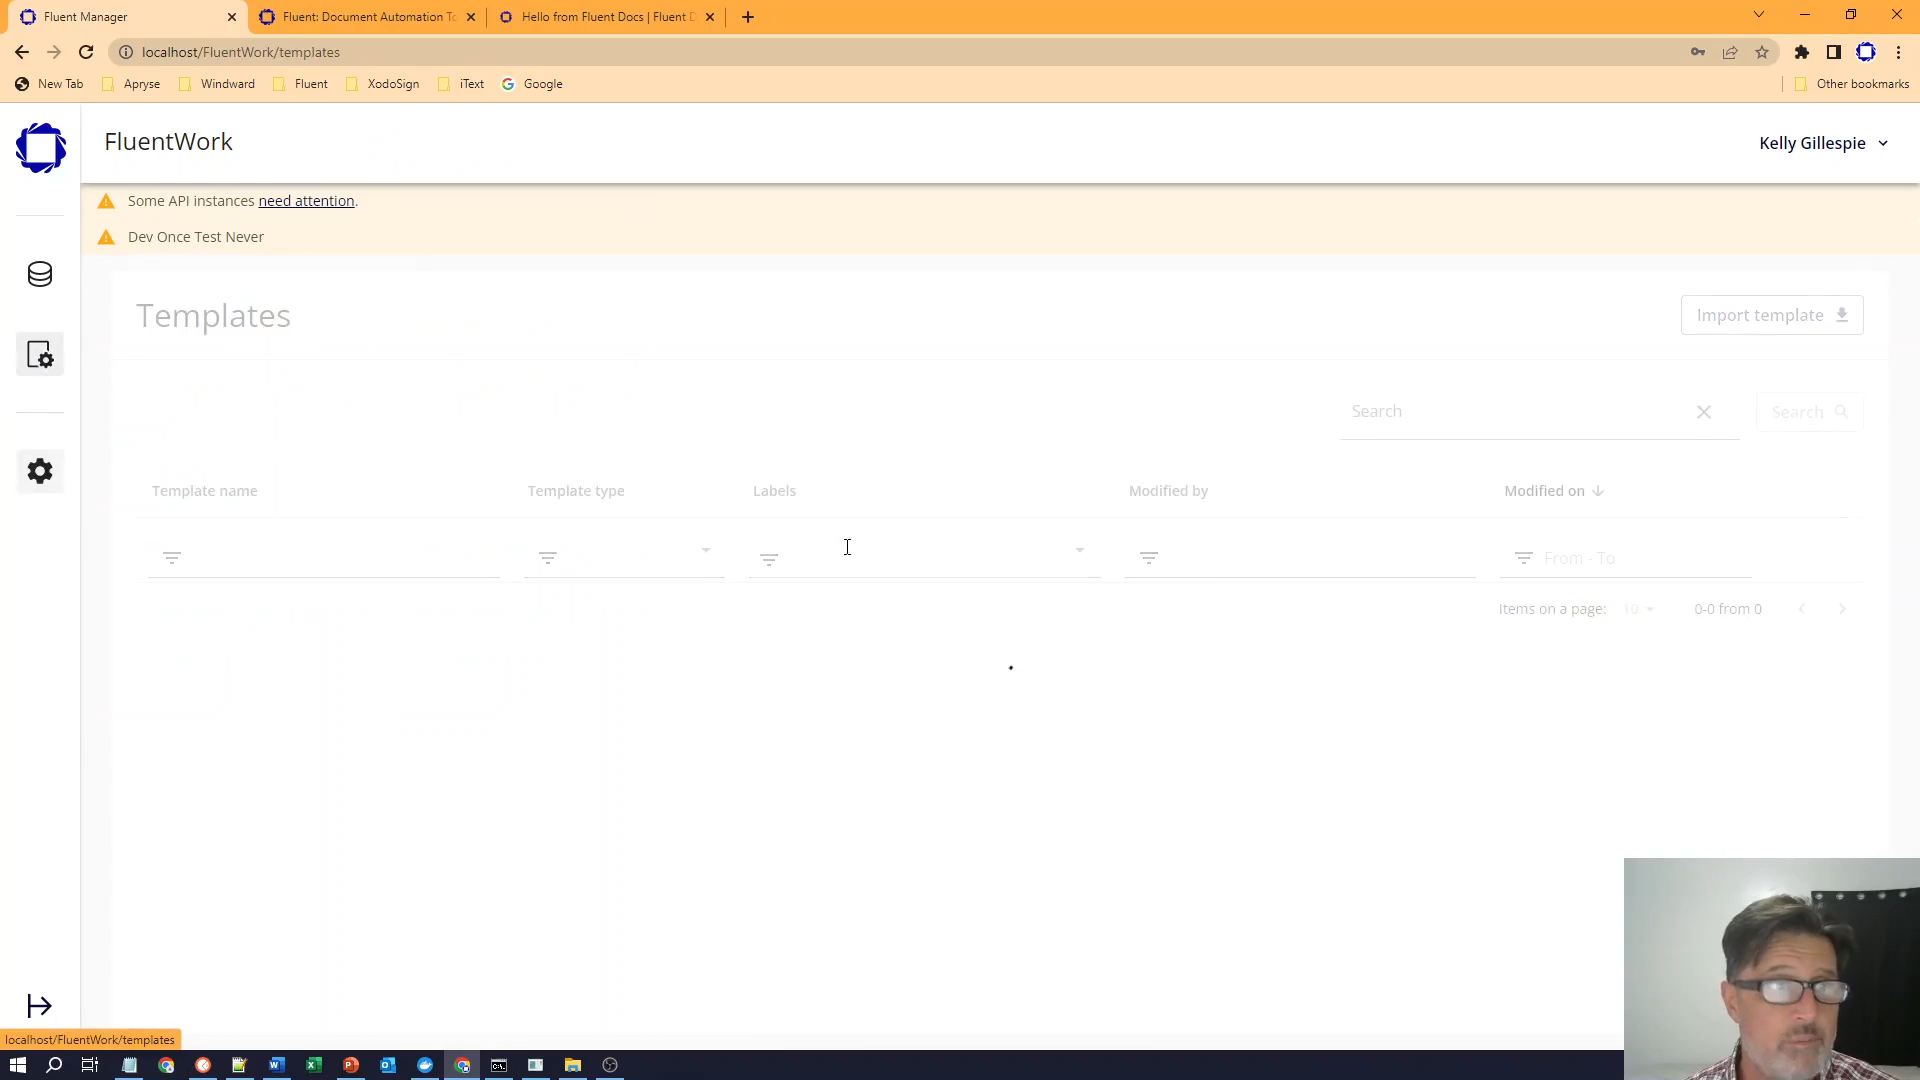 Fluent Manager
Fluent: Document Automation To
Hello from Fluent Docs | Fluent D
localhost/FluentWork/templates
New Tab
Apryse
Windward
Fluent
XodoSign
iText
Google
Other bookmarks
FluentWork
Kelly Gillespie
Some API instances need attention.
Dev Once Test Never
Templates
Import template
Search
Search
Template name
Template type
Labels
Modified by
Modified on
From - To
Items on a page: 10
0-0 from 0
localhost/FluentWork/templates